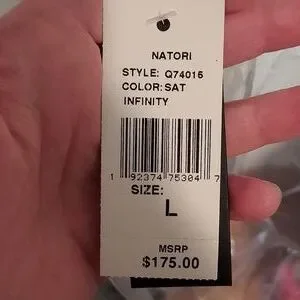 NATORI
STYLE: Q74015
COLOR:SAT
INFINITY
1 92374 75304 7
SIZE:
L
MSRP
$175.00